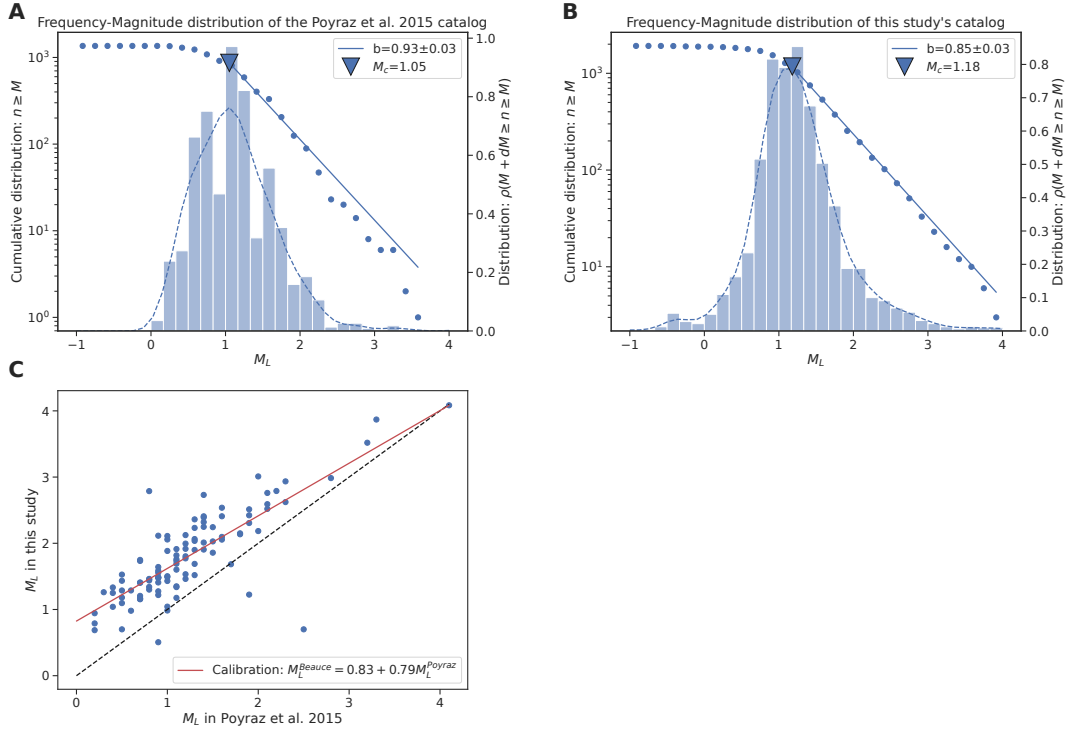 A
Frequency-Magnitude distribution of the Poyraz et al. 2015 catalog
b=0.93±0.03
M_c=1.05
Cumulative distribution: n ≥ M
10^3
10^2
10^1
10^0
Distribution: ρ(M + dM ≥ n ≥ M)
1.0
0.8
0.6
0.4
0.2
0.0
−1 0 1 2 3 4
M_L
B
Frequency-Magnitude distribution of this study's catalog
b=0.85±0.03
M_c=1.18
Cumulative distribution: n ≥ M
10^3
10^2
10^1
Distribution: ρ(M + dM ≥ n ≥ M)
0.8
0.7
0.6
0.5
0.4
0.3
0.2
0.1
0.0
−1 0 1 2 3 4
M_L
C
M_L in this study
4
3
2
1
0
Calibration: M_L^{Beauce} = 0.83 + 0.79M_L^{Poyraz}
0 1 2 3 4
M_L in Poyraz et al. 2015